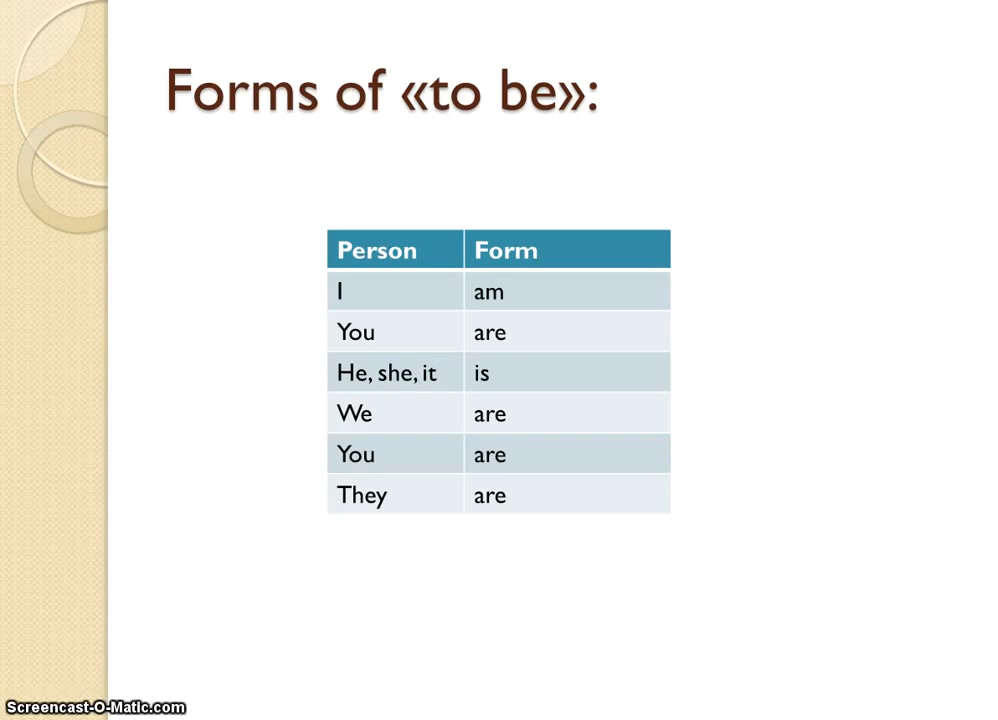 Forms of «to be»:
Person Form
I am
You are
He, she, it is
We are
You are
They are
Screencast-O-Matic.com